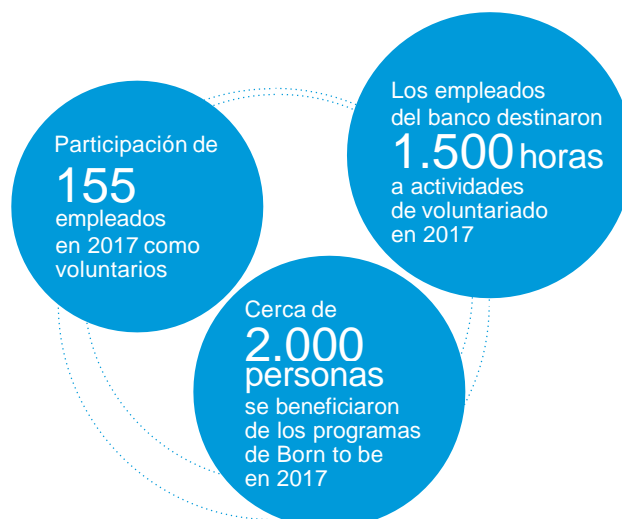 Participación de
155
empleados
en 2017 como
voluntarios
Los empleados
del banco destinaron
1.500 horas
a actividades
de voluntariado
en 2017
Cerca de
2.000
personas
se beneficiaron
de los programas
de Born to be
en 2017